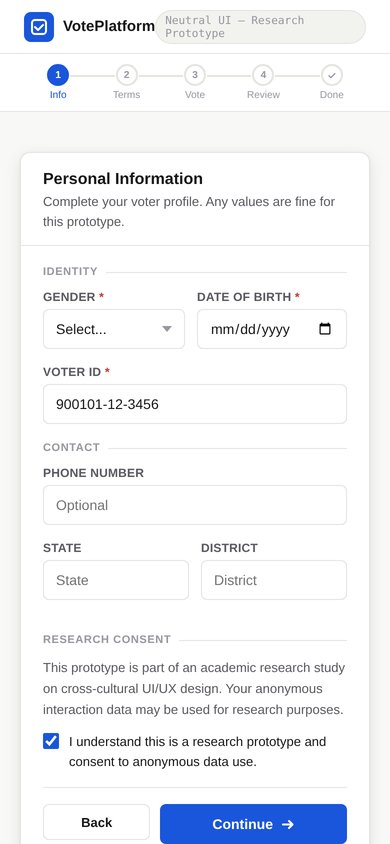 VotePlatform
Neutral UI – Research
Prototype
1
2
3
4
Info
Terms
Vote
Review
Done
Personal Information
Complete your voter profile. Any values are fine for
this prototype.
IDENTITY
GENDER *
DATE OF BIRTH *
Select...
mm/dd/yyyy
VOTER ID *
900101-12-3456
CONTACT
PHONE NUMBER
Optional
STATE
DISTRICT
State
District
RESEARCH CONSENT
This prototype is part of an academic research study
on cross-cultural UI/UX design. Your anonymous
interaction data may be used for research purposes.
I understand this is a research prototype and
consent to anonymous data use.
Back
Continue →